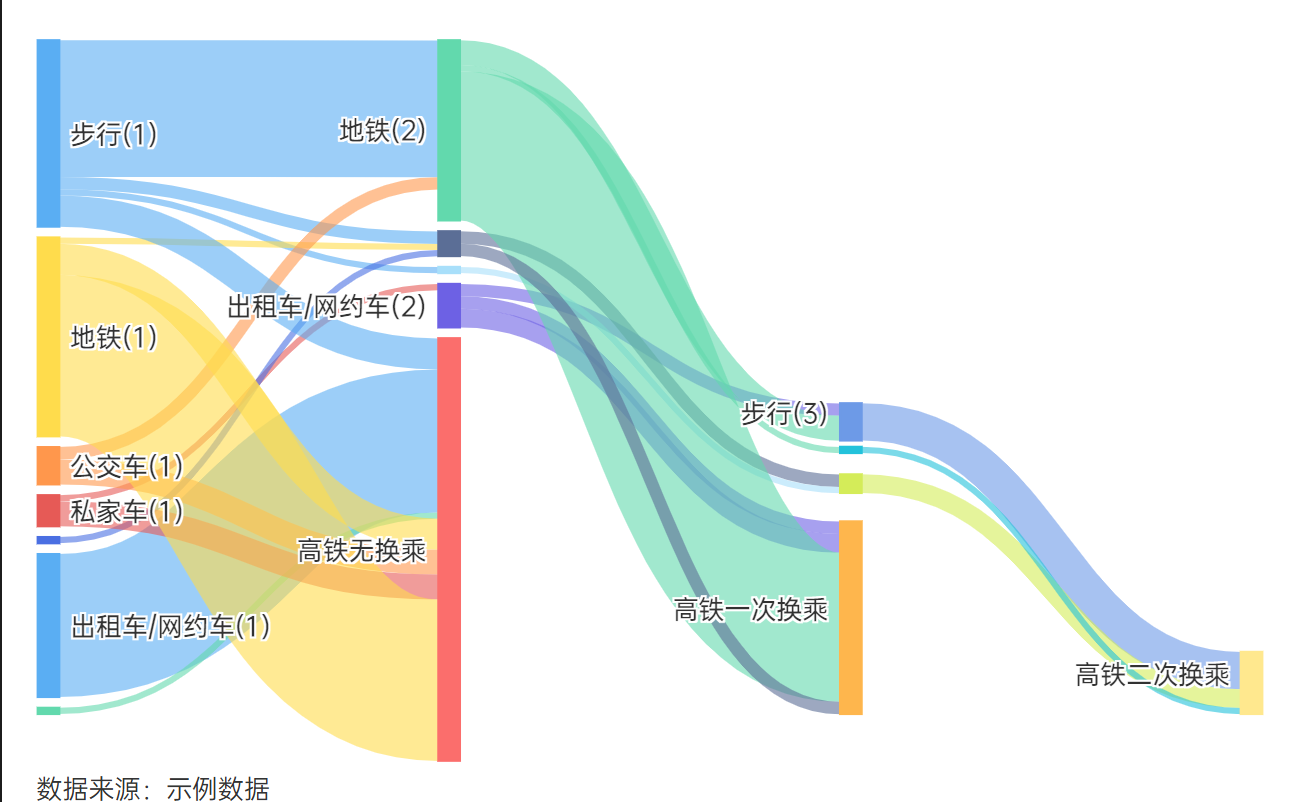 步行(1)
地铁(2)
出租车/网约车(2)
地铁(1)
步行(3)
公交车(1)
私家车(1)
高铁无换乘
高铁一次换乘
出租车/网约车(1)
高铁二次换乘
数据来源：示例数据